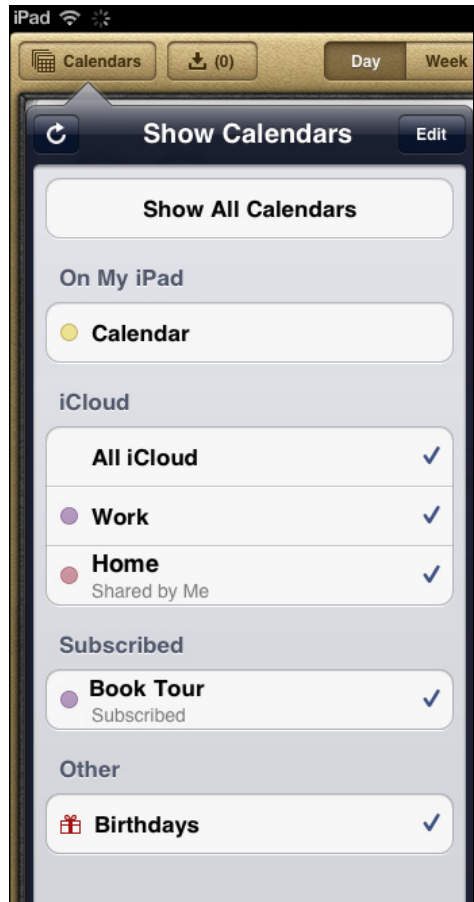 iPad
Calendars (0) Day Week
Show Calendars Edit
Show All Calendars
On My iPad
Calendar
iCloud
All iCloud
Work
Home
Shared by Me
Subscribed
Book Tour
Subscribed
Other
Birthdays